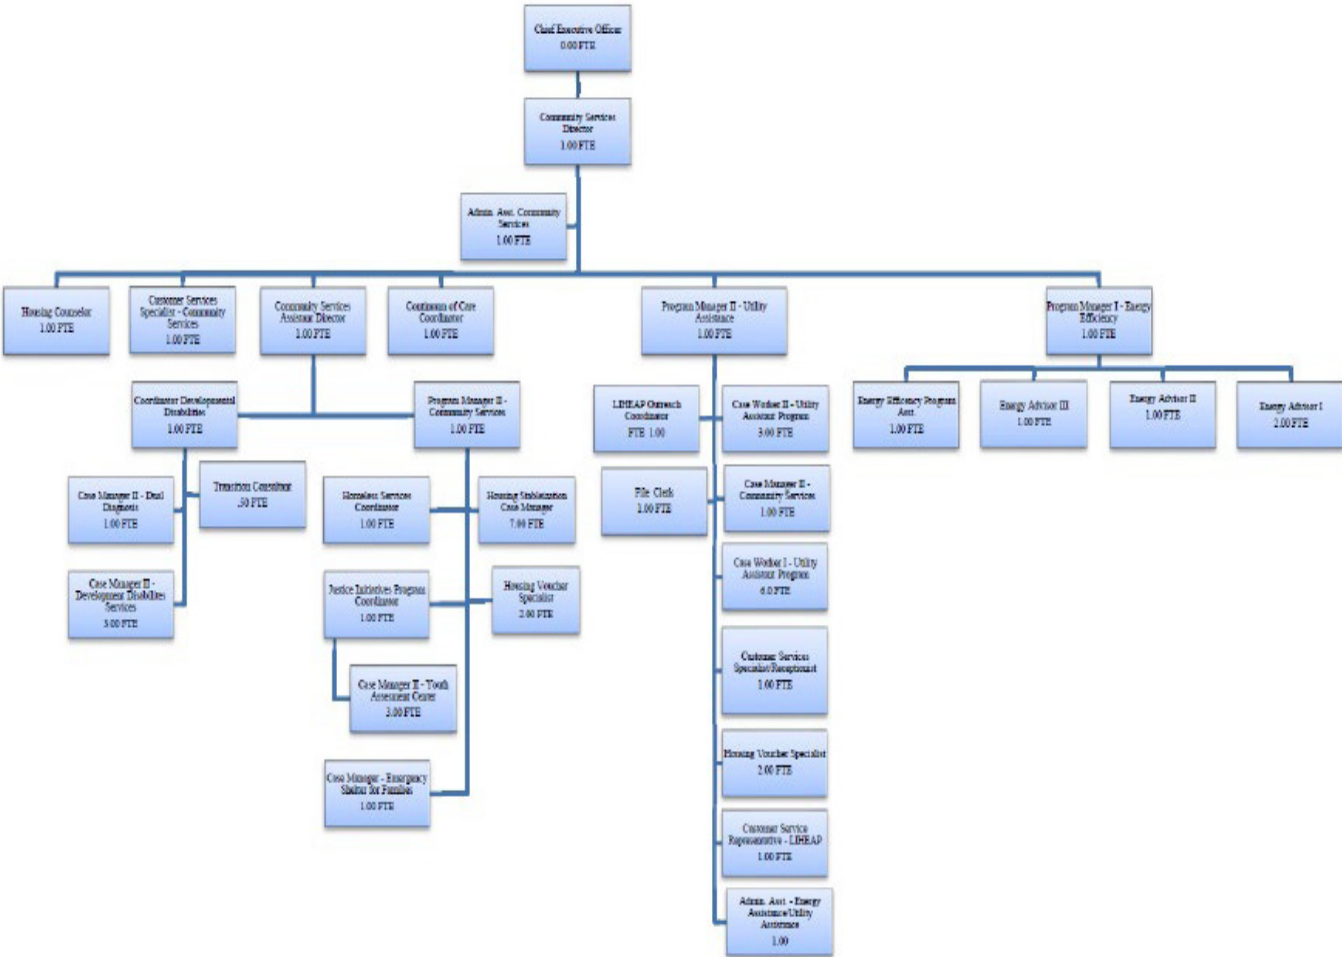 Chief Executive Officer
0.00 FTE
Community Services
Director
1.00 FTE
Admin. Asst. Community
Services
1.00 FTE
Housing Counselor
1.00 FTE
Customer Services
Specialist - Community
Services
1.00 FTE
Community Services
Assistant Director
1.00 FTE
Continuum of Care
Coordinator
1.00 FTE
Program Manager II - Utility
Assistance
1.00 FTE
Program Manager I - Energy
Efficiency
1.00 FTE
Coordinator Developmental
Disabilities
1.00 FTE
Program Manager II -
Community Services
1.00 FTE
LIHEAP Outreach
Coordinator
FTE 1.00
Case Worker II - Utility
Assistant Program
3.00 FTE
Energy Efficiency Program
Asst.
1.00 FTE
Energy Advisor III
1.00 FTE
Energy Advisor II
1.00 FTE
Energy Advisor I
2.00 FTE
Case Manager II - Dual
Diagnosis
1.00 FTE
Transition Consultant
.50 FTE
Homeless Services
Coordinator
1.00 FTE
Housing Stabilization
Case Manager
7.00 FTE
File Clerk
1.00 FTE
Case Manager II -
Community Services
1.00 FTE
Case Manager II -
Development Disabilites
Services
FTE
Justice Initiatives Program
Coordinator
1.00 FTE
Housing Voucher
Specialist
2.00 FTE
Case Worker I - Utility
Assistant Program
6.0 FTE
Case Manager II - Youth
Assesment Center
3.00 FTE
Customer Services
Specialist/Receptionist
1.00 FTE
Case Manager - Emergency
Shelter for Families
1.00 FTE
Housing Voucher Specialist
2.00 FTE
Customer Service
Representative - LIHEAP
1.00 FTE
Admin. Asst. - Energy
Assistance/Utility
Assistance
1.00